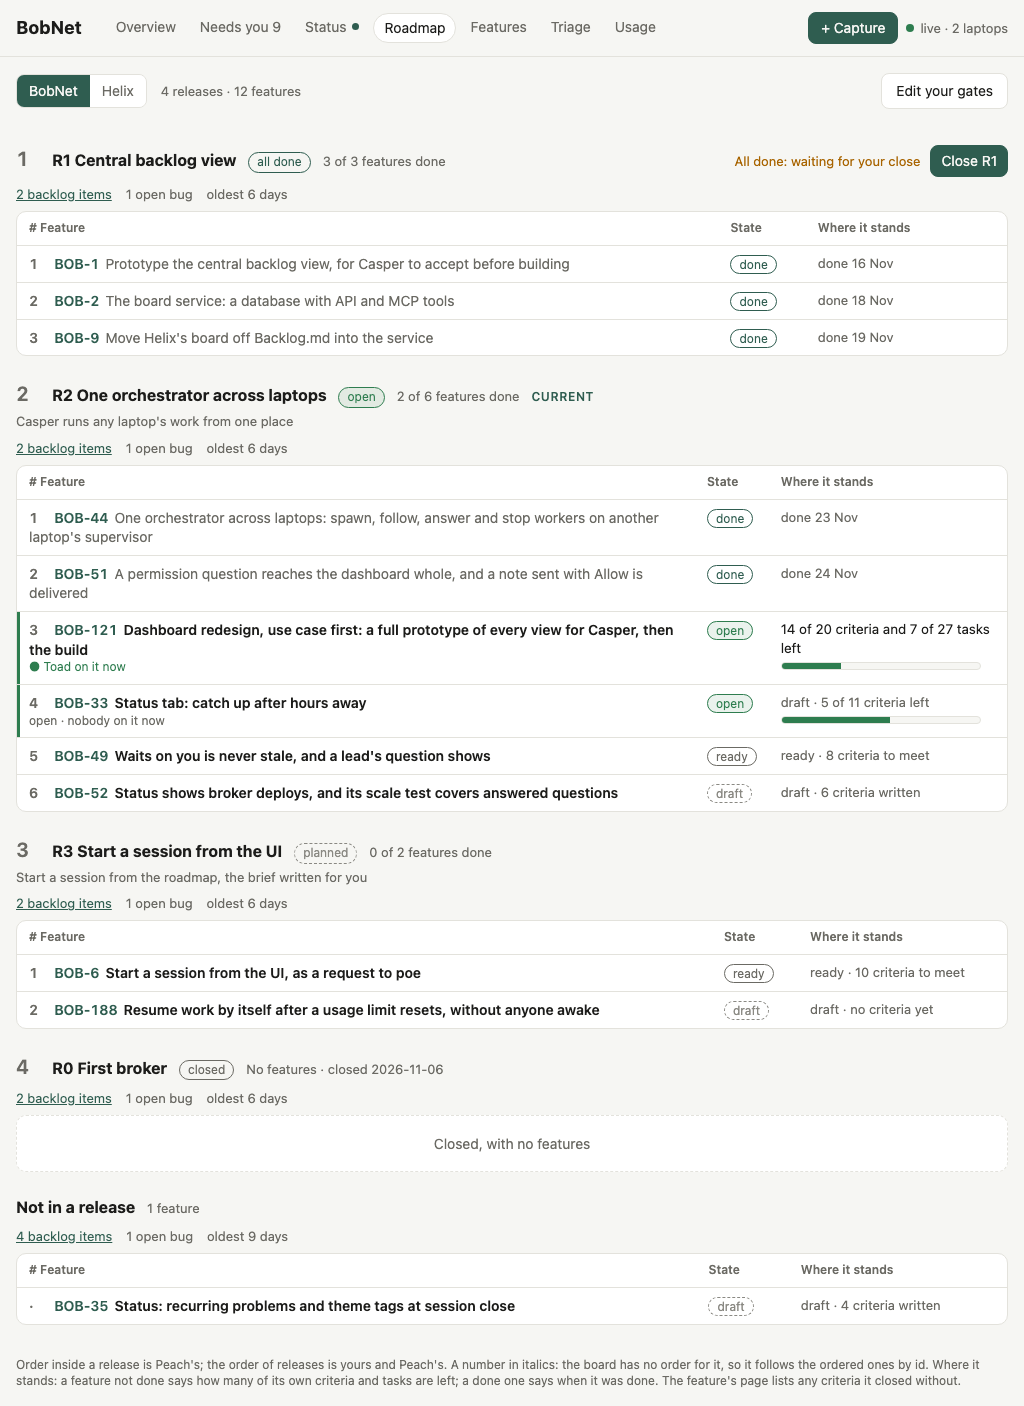 BobNet Overview Needs you 9 Status Roadmap Features Triage Usage + Capture live · 2 laptops
BobNet Helix 4 releases · 12 features Edit your gates
1 R1 Central backlog view all done 3 of 3 features done All done: waiting for your close Close R1
2 backlog items 1 open bug oldest 6 days
# Feature State Where it stands
1 BOB-1 Prototype the central backlog view, for Casper to accept before building done done 16 Nov
2 BOB-2 The board service: a database with API and MCP tools done done 18 Nov
3 BOB-9 Move Helix's board off Backlog.md into the service done done 19 Nov
2 R2 One orchestrator across laptops open 2 of 6 features done CURRENT
Casper runs any laptop's work from one place
2 backlog items 1 open bug oldest 6 days
# Feature State Where it stands
1 BOB-44 One orchestrator across laptops: spawn, follow, answer and stop workers on another
laptop's supervisor
done done 23 Nov
2 BOB-51 A permission question reaches the dashboard whole, and a note sent with Allow is
delivered
done done 24 Nov
3 BOB-121 Dashboard redesign, use case first: a full prototype of every view for Casper, then
the build
Toad on it now
open 14 of 20 criteria and 7 of 27 tasks
left
4 BOB-33 Status tab: catch up after hours away
open · nobody on it now
open draft · 5 of 11 criteria left
5 BOB-49 Waits on you is never stale, and a lead's question shows ready ready · 8 criteria to meet
6 BOB-52 Status shows broker deploys, and its scale test covers answered questions draft draft · 6 criteria written
3 R3 Start a session from the UI planned 0 of 2 features done
Start a session from the roadmap, the brief written for you
2 backlog items 1 open bug oldest 6 days
# Feature State Where it stands
1 BOB-6 Start a session from the UI, as a request to poe ready ready · 10 criteria to meet
2 BOB-188 Resume work by itself after a usage limit resets, without anyone awake draft draft · no criteria yet
4 R0 First broker closed No features · closed 2026-11-06
2 backlog items 1 open bug oldest 6 days
Closed, with no features
Not in a release 1 feature
4 backlog items 1 open bug oldest 9 days
# Feature State Where it stands
· BOB-35 Status: recurring problems and theme tags at session close draft draft · 4 criteria written
Order inside a release is Peach's; the order of releases is yours and Peach's. A number in italics: the board has no order for it, so it follows the ordered ones by id. Where it
stands: a feature not done says how many of its own criteria and tasks are left; a done one says when it was done. The feature's page lists any criteria it closed without.